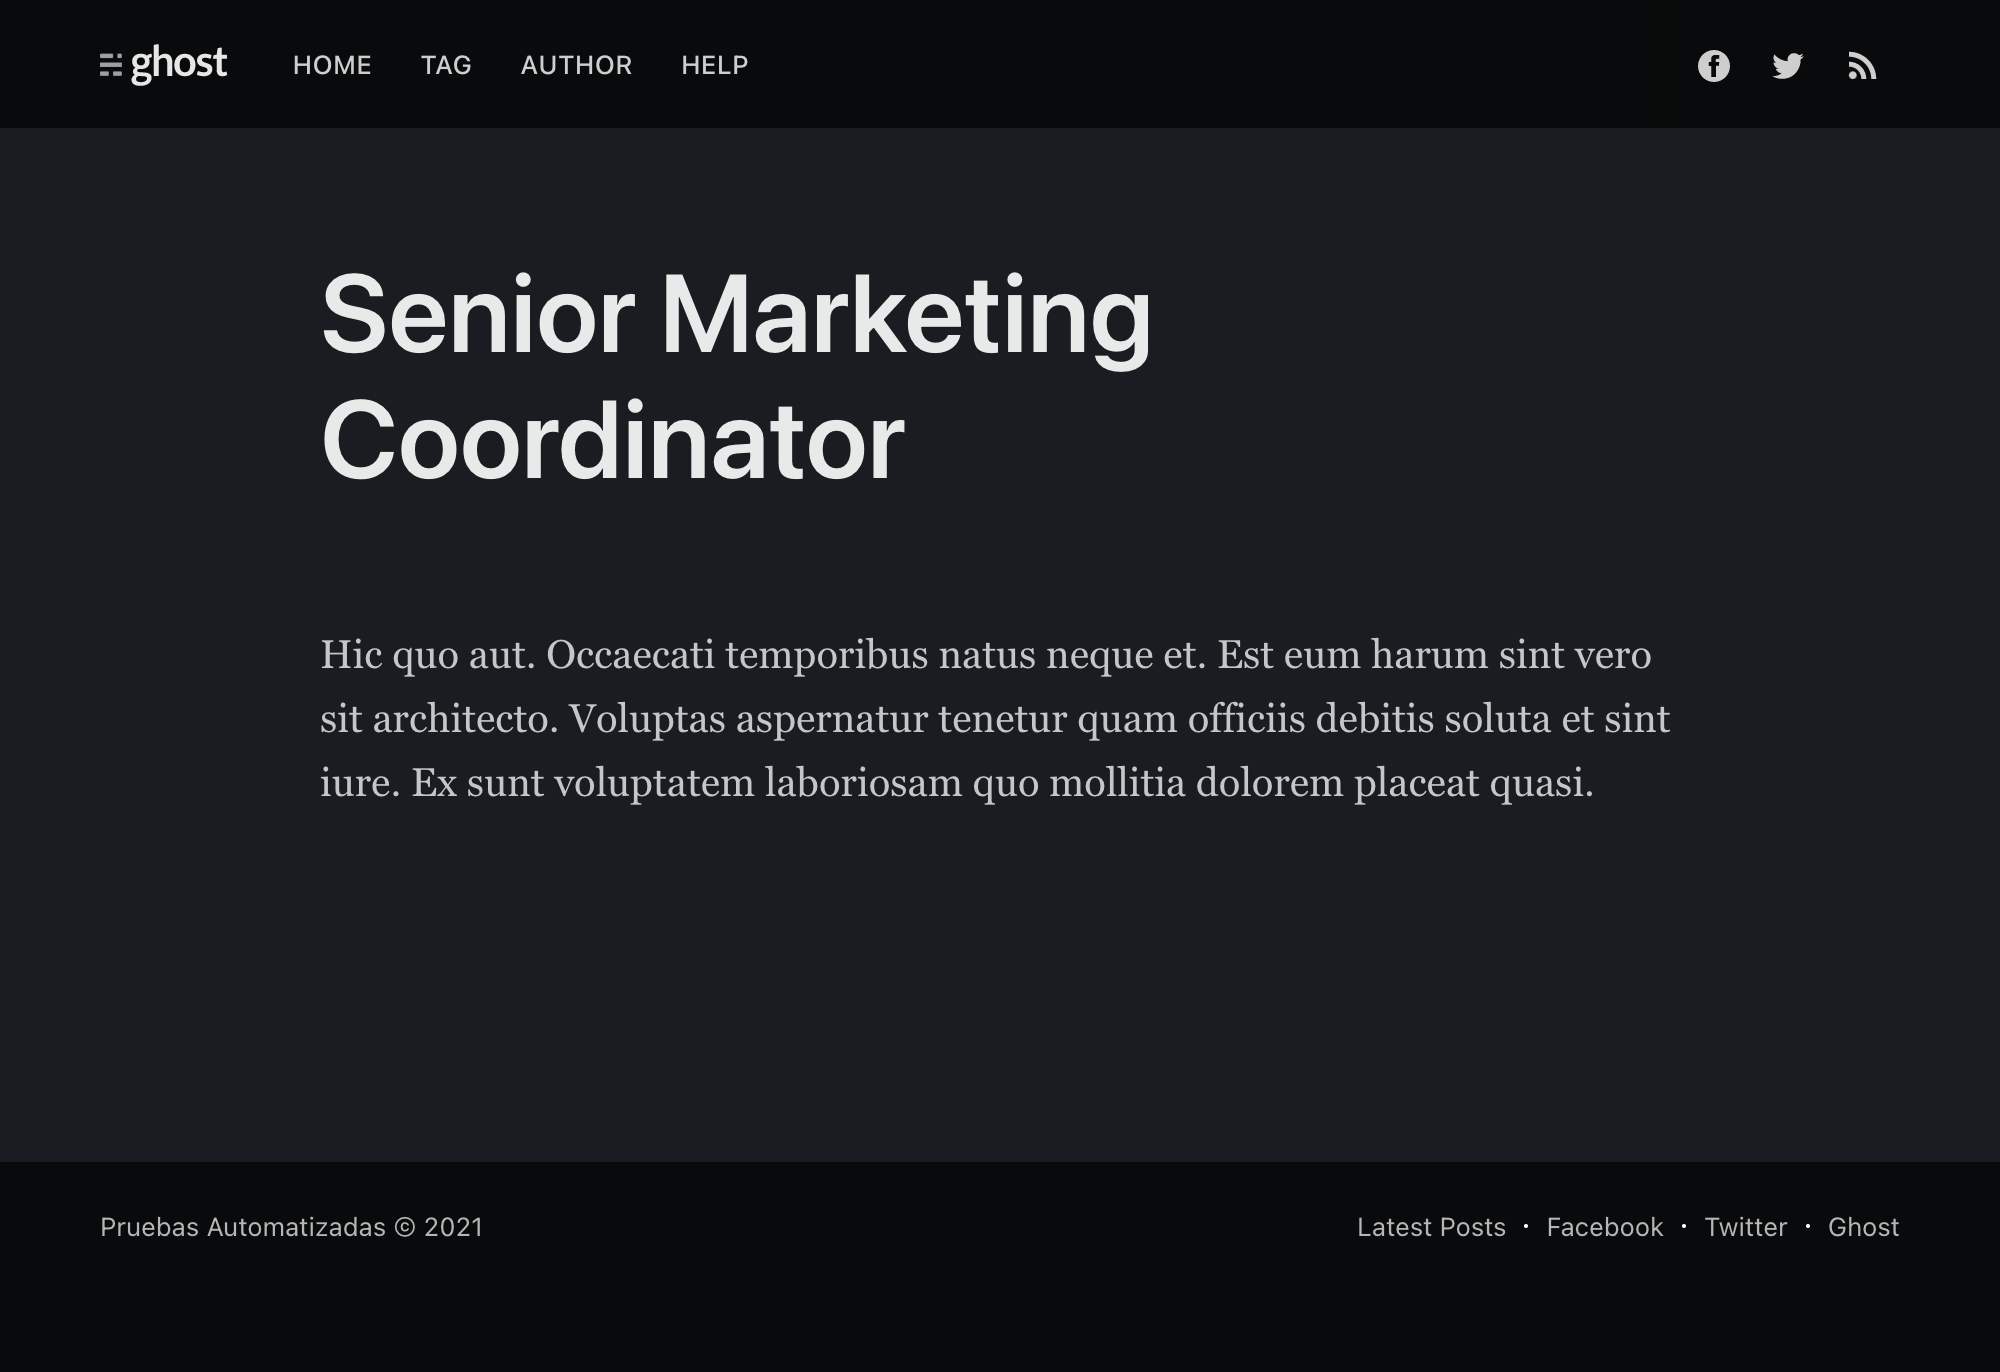 ghost HOME TAG AUTHOR HELP
Senior Marketing
Coordinator
Hic quo aut. Occaecati temporibus natus neque et. Est eum harum sint vero
sit architecto. Voluptas aspernatur tenetur quam officiis debitis soluta et sint
iure. Ex sunt voluptatem laboriosam quo mollitia dolorem placeat quasi.
Pruebas Automatizadas © 2021 Latest Posts · Facebook · Twitter · Ghost